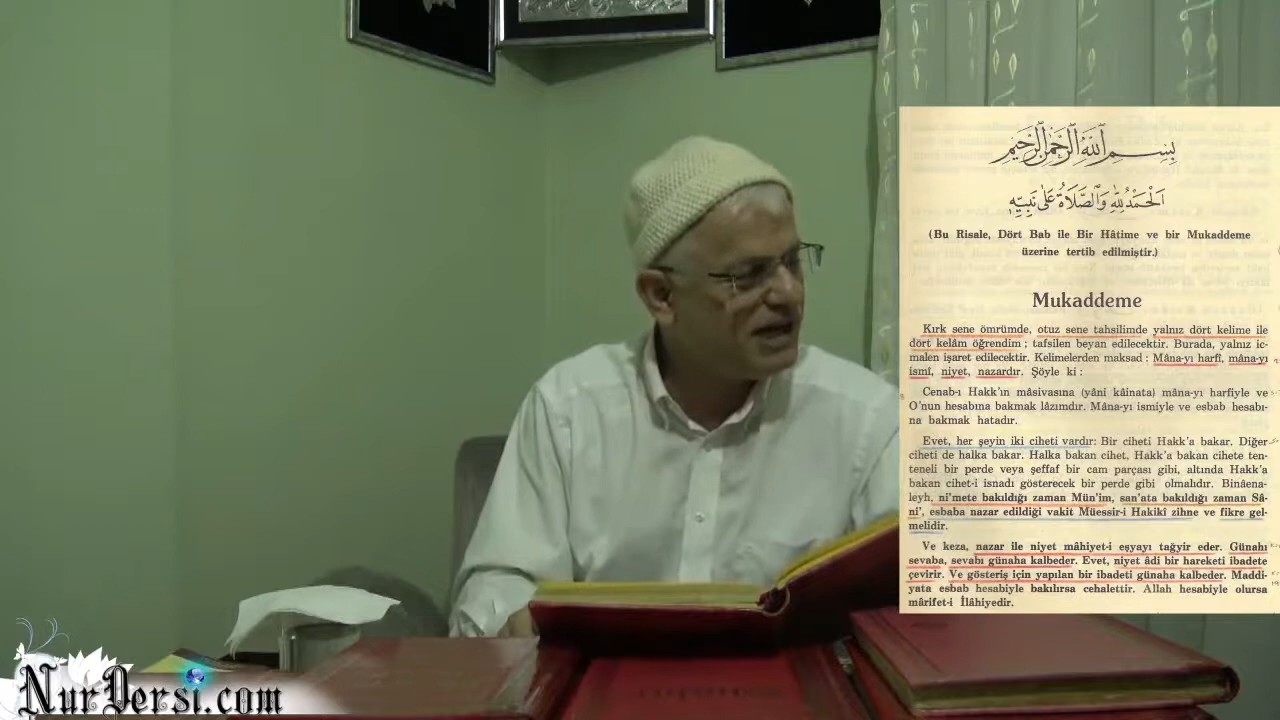 بِسْمِ اللّٰهِ الرَّحْمٰنِ الرَّحِيمِ
اَلْحَمْدُ لِلّٰهِ وَالصَّلَاةُ عَلٰى نَبِيِّهِ
(Bu Risale, Dört Bab ile Bir Hâtime ve bir Mukaddeme
üzerine tertib edilmiştir.)
Mukaddeme
Kırk sene ömrümde, otuz sene tahsilimde yalnız dört kelime ile
dört kelâm öğrendim ; tafsilen beyan edilecektir. Burada, yalnız ic-
malen işaret edilecektir. Kelimelerden maksad : Mâna-yı harfî, mâna-yı
ismî, niyet, nazardır. Şöyle ki :
Cenab-ı Hakk'ın mâsivasına (yâni kâinata) mâna-yı harfiyle ve
O'nun hesabına bakmak lâzımdır. Mâna-yı ismiyle ve esbab hesabı-
na bakmak hatadır.
Evet, her şeyin iki ciheti vardır: Bir ciheti Hakk'a bakar. Diğer
ciheti de halka bakar. Halka bakan cihet, Hakk'a bakan cihete ten-
teneli bir perde veya şeffaf bir cam parçası gibi, altında Hakk'a
bakan cihet-i isnadı gösterecek bir perde gibi olmalıdır. Binâena-
leyh, ni'mete bakıldığı zaman Mün'im, san'ata bakıldığı zaman Sâ-
ni', esbaba nazar edildiği vakit Müessir-i Hakikî zihne ve fikre gel-
melidir.
Ve keza, nazar ile niyet mâhiyet-i eşyayı tağyir eder. Günahı
sevaba, sevabı günaha kalbeder. Evet, niyet âdi bir hareketi ibadete
çevirir. Ve gösteriş için yapılan bir ibadeti günaha kalbeder. Maddi-
yata esbab hesabiyle bakılırsa cehalettir. Allah hesabiyle olursa
mârifet-i İlâhiyedir.
NurDersi.com